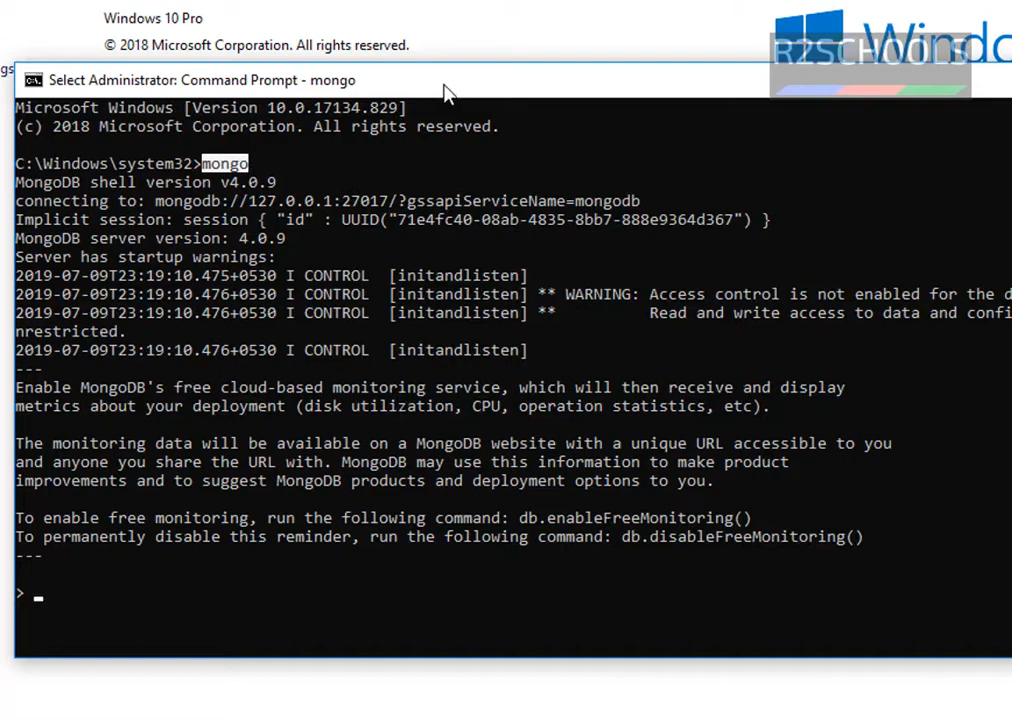 Windows 10 Pro
© 2018 Microsoft Corporation. All rights reserved.
Windo
R2SCHOOLS
gs
Select Administrator: Command Prompt - mongo
Microsoft Windows [Version 10.0.17134.829]
(c) 2018 Microsoft Corporation. All rights reserved.
C:\Windows\system32>mongo
MongoDB shell version v4.0.9
connecting to: mongodb://127.0.0.1:27017/?gssapiServiceName=mongodb
Implicit session: session { "id" : UUID("71e4fc40-08ab-4835-8bb7-888e9364d367") }
MongoDB server version: 4.0.9
Server has startup warnings:
2019-07-09T23:19:10.475+0530 I CONTROL  [initandlisten]
2019-07-09T23:19:10.476+0530 I CONTROL  [initandlisten] ** WARNING: Access control is not enabled for the d
2019-07-09T23:19:10.476+0530 I CONTROL  [initandlisten] **          Read and write access to data and confi
nrestricted.
2019-07-09T23:19:10.476+0530 I CONTROL  [initandlisten]
---
Enable MongoDB's free cloud-based monitoring service, which will then receive and display
metrics about your deployment (disk utilization, CPU, operation statistics, etc).
The monitoring data will be available on a MongoDB website with a unique URL accessible to you
and anyone you share the URL with. MongoDB may use this information to make product
improvements and to suggest MongoDB products and deployment options to you.
To enable free monitoring, run the following command: db.enableFreeMonitoring()
To permanently disable this reminder, run the following command: db.disableFreeMonitoring()
---
> _